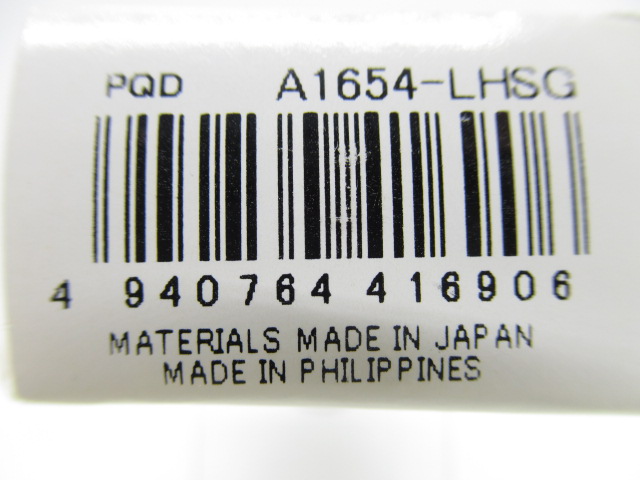 PQD A1654-LHSG
4 940764 416906
MATERIALS MADE IN JAPAN
MADE IN PHILIPPINES